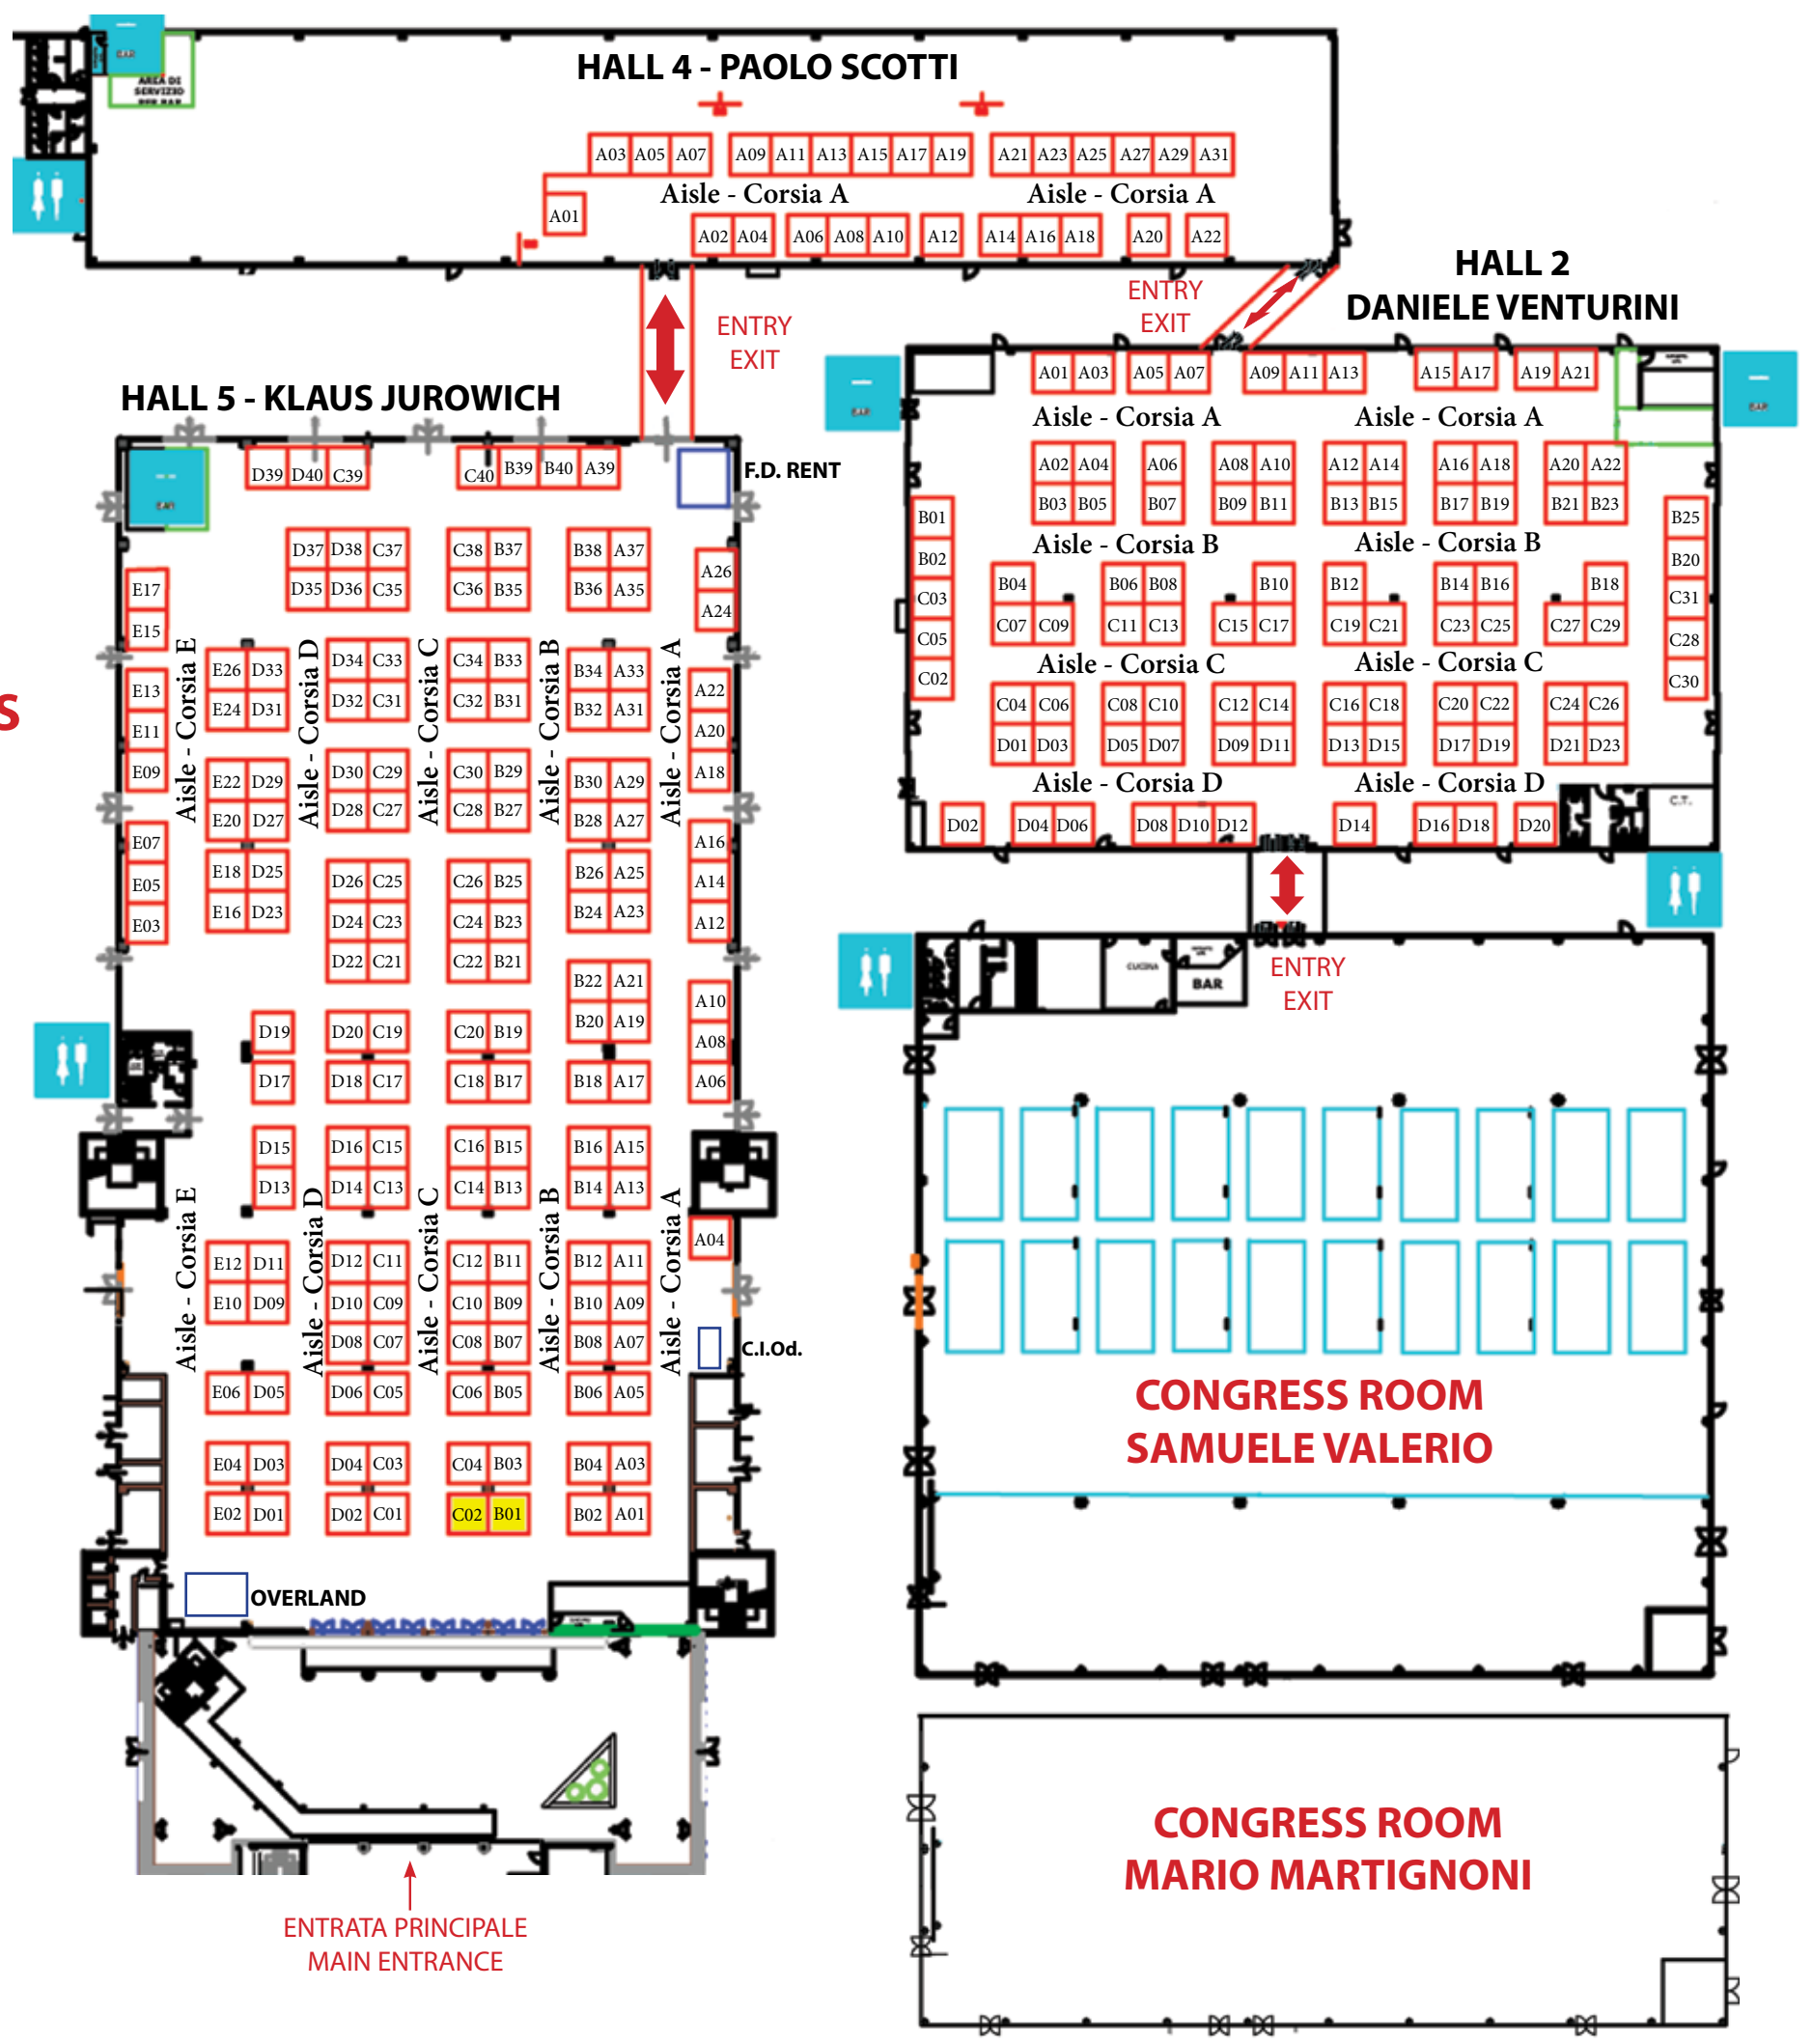 BAR
AREA DI
SERVIZIO
PER BAR
HALL 4 - PAOLO SCOTTI
A03 A05 A07 A09 A11 A13 A15 A17 A19 A21 A23 A25 A27 A29 A31
Aisle - Corsia A Aisle - Corsia A
A01
A02 A04 A06 A08 A10 A12 A14 A16 A18 A20 A22
ENTRY
EXIT
ENTRY
EXIT
HALL 2
DANIELE VENTURINI
BAR
BAR
A01 A03 A05 A07 A09 A11 A13 A15 A17 A19 A21
Aisle - Corsia A Aisle - Corsia A
A02 A04 A06 A08 A10 A12 A14 A16 A18 A20 A22
B03 B05 B07 B09 B11 B13 B15 B17 B19 B21 B23
B01 B25
Aisle - Corsia B Aisle - Corsia B
B02 B20
B04 B06 B08 B10 B12 B14 B16 B18
C03 C31
C07 C09 C11 C13 C15 C17 C19 C21 C23 C25 C27 C29
C05 C28
Aisle - Corsia C Aisle - Corsia C
C02 C30
C04 C06 C08 C10 C12 C14 C16 C18 C20 C22 C24 C26
D01 D03 D05 D07 D09 D11 D13 D15 D17 D19 D21 D23
Aisle - Corsia D Aisle - Corsia D
C.T.
D02 D04 D06 D08 D10 D12 D14 D16 D18 D20
HALL 5 - KLAUS JUROWICH
F.D. RENT
BAR
D39 D40 C39 C40 B39 B40 A39
D37 D38 C37 C38 B37 B38 A37
D35 D36 C35 C36 B35 B36 A35
A26
A24
E17
E15
Aisle - Corsia E
Aisle - Corsia D
Aisle - Corsia C
Aisle - Corsia B
Aisle - Corsia A
S
E26 D33 D34 C33 C34 B33 B34 A33
E24 D31 D32 C31 C32 B31 B32 A31
E13 A22
E11 A20
E09 A18
E22 D29 D30 C29 C30 B29 B30 A29
E20 D27 D28 C27 C28 B27 B28 A27
E07 A16
E05 A14
E03 A12
E18 D25 D26 C25 C26 B25 B26 A25
E16 D23 D24 C23 C24 B23 B24 A23
D22 C21 C22 B21
B22 A21
B20 A19
A10
A08
A06
D19 D20 C19 C20 B19
D17 D18 C17 C18 B17 B18 A17
D15 D16 C15 C16 B15 B16 A15
D13 D14 C13 C14 B13 B14 A13
Aisle - Corsia E
Aisle - Corsia D
Aisle - Corsia C
Aisle - Corsia B
Aisle - Corsia A
A04
E12 D11 D12 C11 C12 B11 B12 A11
E10 D09 D10 C09 C10 B09 B10 A09
D08 C07 C08 B07 B08 A07
C.I.Od.
E06 D05 D06 C05 C06 B05 B06 A05
E04 D03 D04 C03 C04 B03 B04 A03
E02 D01 D02 C01 C02 B01 B02 A01
OVERLAND
ENTRATA PRINCIPALE
MAIN ENTRANCE
ENTRY
EXIT
CUCINA
BAR
CONGRESS ROOM
SAMUELE VALERIO
CONGRESS ROOM
MARIO MARTIGNONI